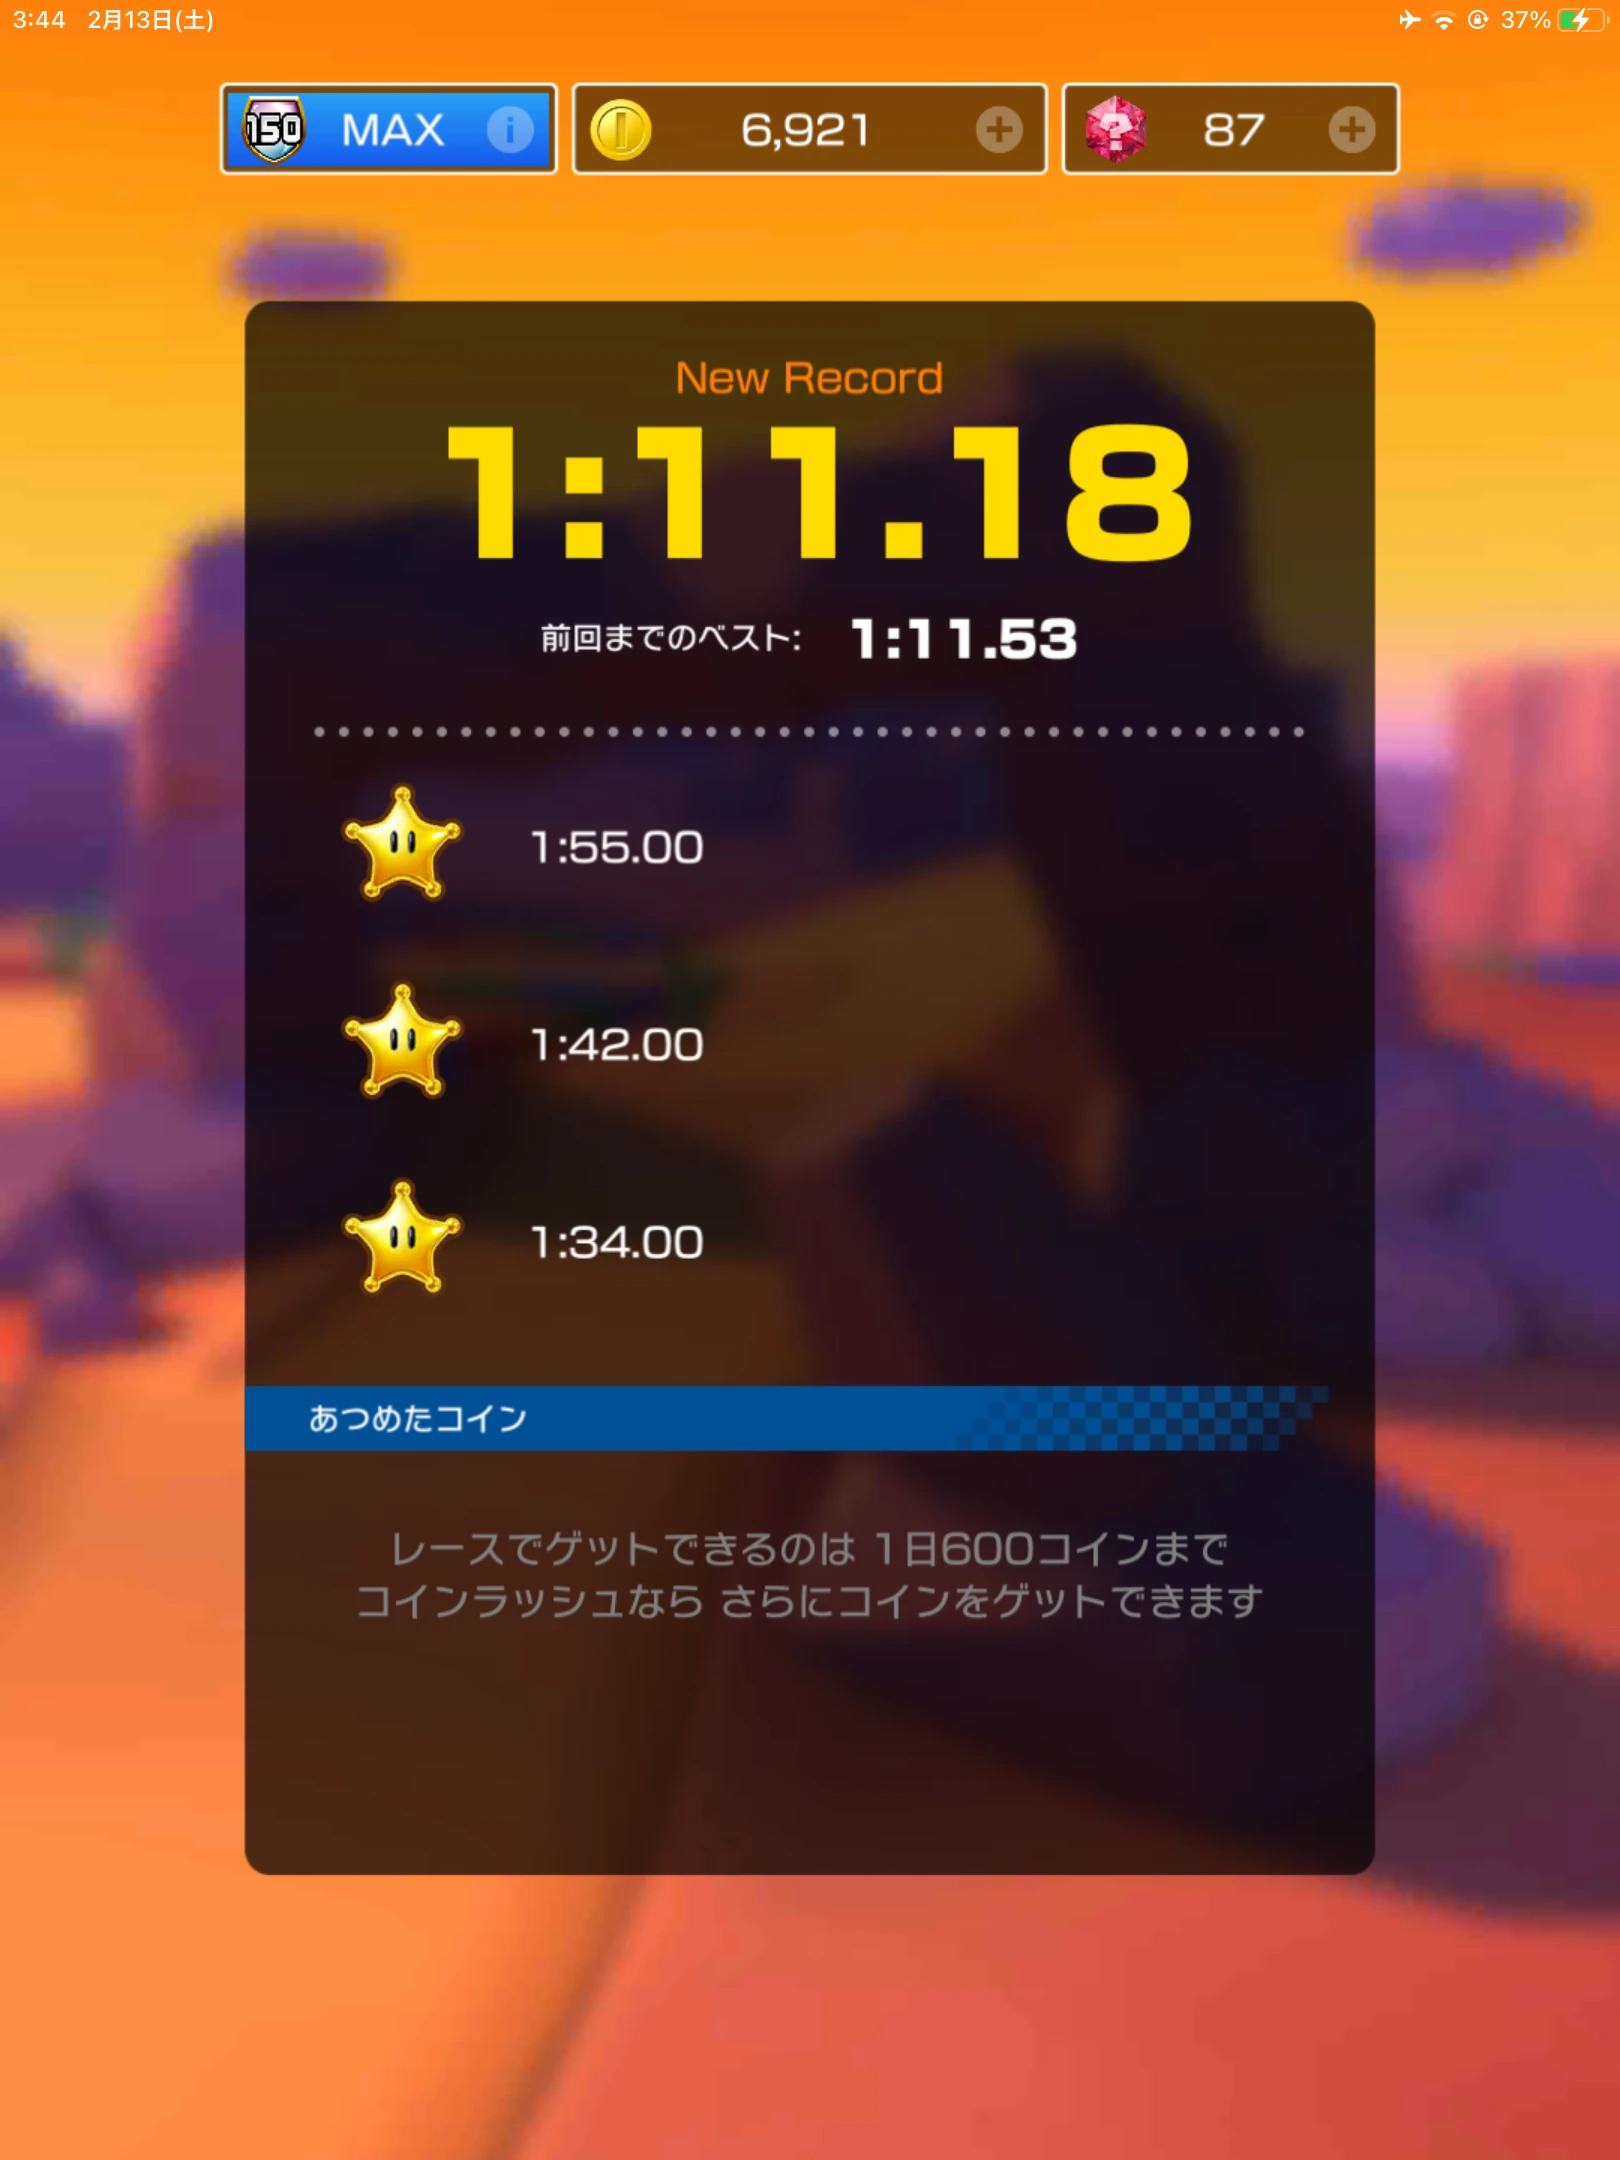 3:44 2月13日(土)
37%
150 MAX i
6,921 +
? 87 +
New Record
1:11.18
前回までのベスト: 1:11.53
1:55.00
1:42.00
1:34.00
あつめたコイン
レースでゲットできるのは 1日600コインまで
コインラッシュなら さらにコインをゲットできます